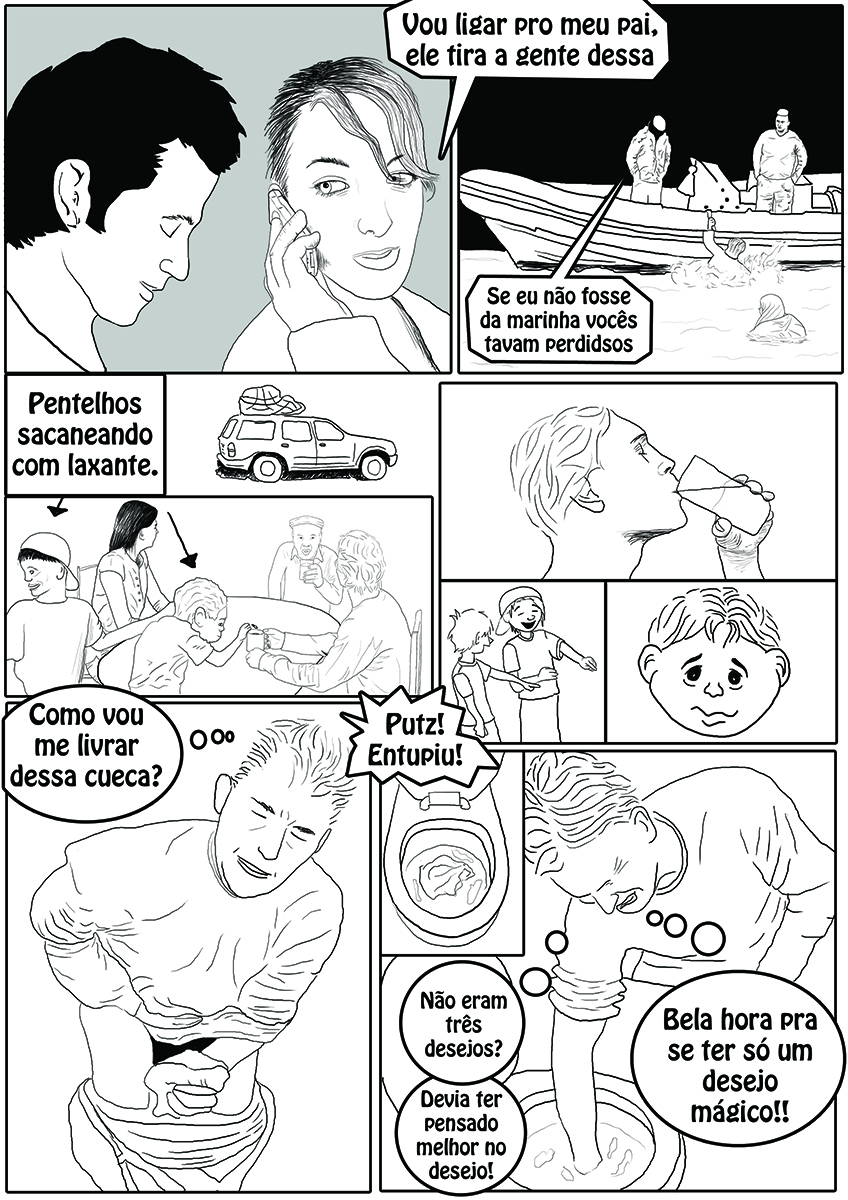 Vou ligar pro meu pai,
ele tira a gente dessa
Se eu não fosse
da marinha vocês
tavam perdidsos
Pentelhos
sacaneando
com laxante.
Como vou
me livrar
dessa cueca?
Putz!
Entupiu!
Não eram
três
desejos?
Devia ter
pensado
melhor no
desejo!
Bela hora pra
se ter só um
desejo
mágico!!